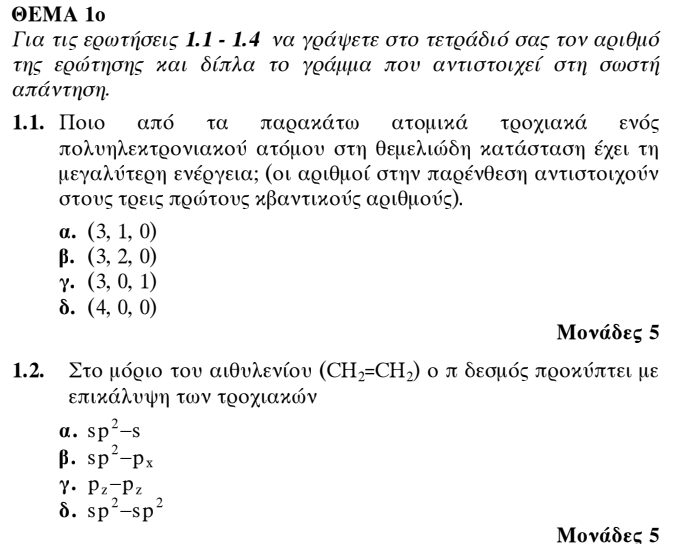 ΘΕΜΑ 1ο
Για τις ερωτήσεις 1.1 - 1.4 να γράψετε στο τετράδιό σας τον αριθμό
της ερώτησης και δίπλα το γράμμα που αντιστοιχεί στη σωστή
απάντηση.
1.1. Ποιο από τα παρακάτω ατομικά τροχιακά ενός
πολυηλεκτρονιακού ατόμου στη θεμελιώδη κατάσταση έχει τη
μεγαλύτερη ενέργεια; (οι αριθμοί στην παρένθεση αντιστοιχούν
στους τρεις πρώτους κβαντικούς αριθμούς).
α. (3, 1, 0)
β. (3, 2, 0)
γ. (3, 0, 1)
δ. (4, 0, 0)
Μονάδες 5
1.2. Στο μόριο του αιθυλενίου (CH₂=CH₂) ο π δεσμός προκύπτει με
επικάλυψη των τροχιακών
α. sp²–s
β. sp²–pₓ
γ. p_z–p_z
δ. sp²–sp²
Μονάδες 5